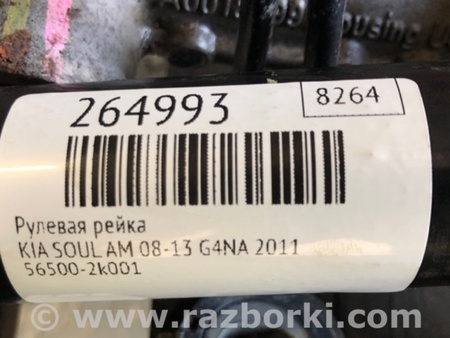 264993
8264
Рулевая рейка
KIA SOUL AM 08-13 G4NA 2011
56500-2k001
www.razborki.com